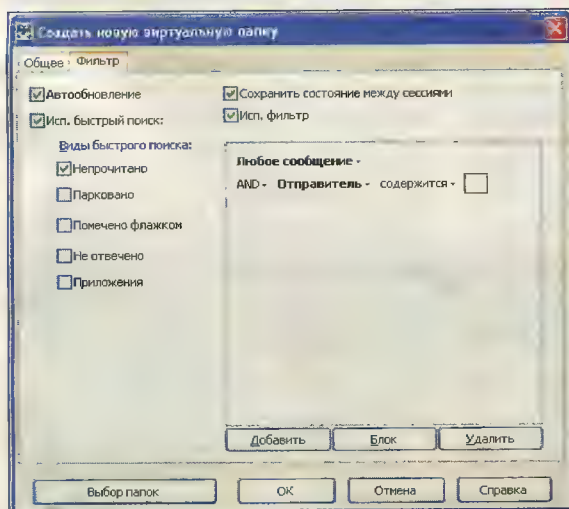 Создать новую виртуальную папку
Общее Фильтр
Автообновление
Сохранить состояние между сессиями
Исп. быстрый поиск:
Исп. фильтр
Виды быстрого поиска:
Непрочитано
Парковано
Помечено флажком
Не отвечено
Приложения
Любое сообщение -
AND - Отправитель - содержится -
Добавить Блок Удалить
Выбор папок ОК Отмена Справка